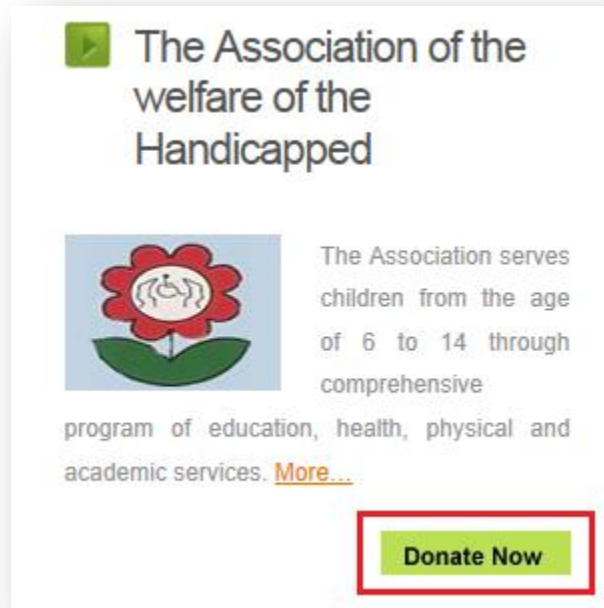 The Association of the
welfare of the
Handicapped
The Association serves
children from the age
of 6 to 14 through
comprehensive
program of education, health, physical and
academic services. More...
Donate Now